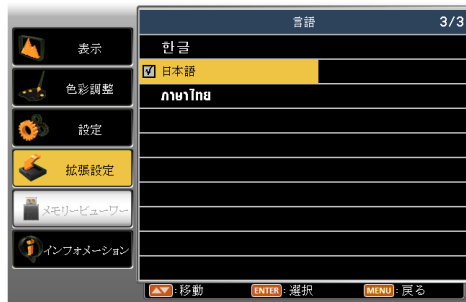 言語 3/3
表示
色彩調整
設定
拡張設定
メモリービューワー
インフォメーション
한글
日本語
ภาษาไทย
:移動 ENTER :選択 MENU :戻る